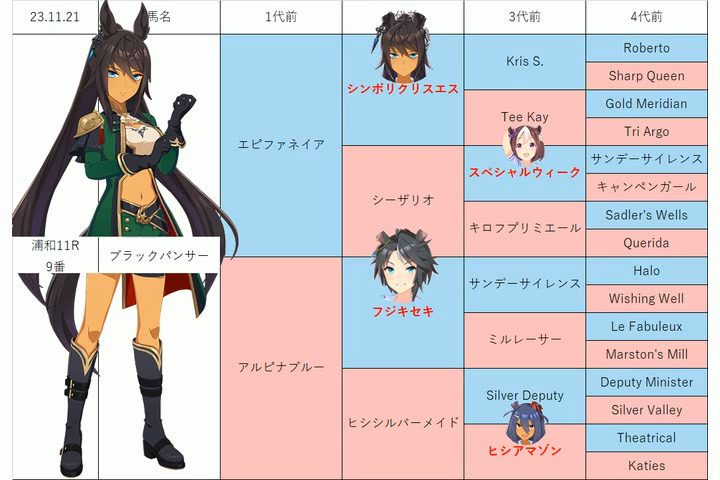 23.11.21
馬名
1代前
代前
3代前
4代前
浦和11R
9番
ブラックパンサー
エピファネイア
アルピナブルー
シンボリクリスエス
シーザリオ
フジキセキ
ヒシシルバーメイド
Kris S.
Tee Kay
スペシャルウィーク
キロフプリミエール
サンデーサイレンス
ミルレーサー
Silver Deputy
ヒシアマゾン
Roberto
Sharp Queen
Gold Meridian
Tri Argo
サンデーサイレンス
キャンペンガール
Sadler's Wells
Querida
Halo
Wishing Well
Le Fabuleux
Marston's Mill
Deputy Minister
Silver Valley
Theatrical
Katies